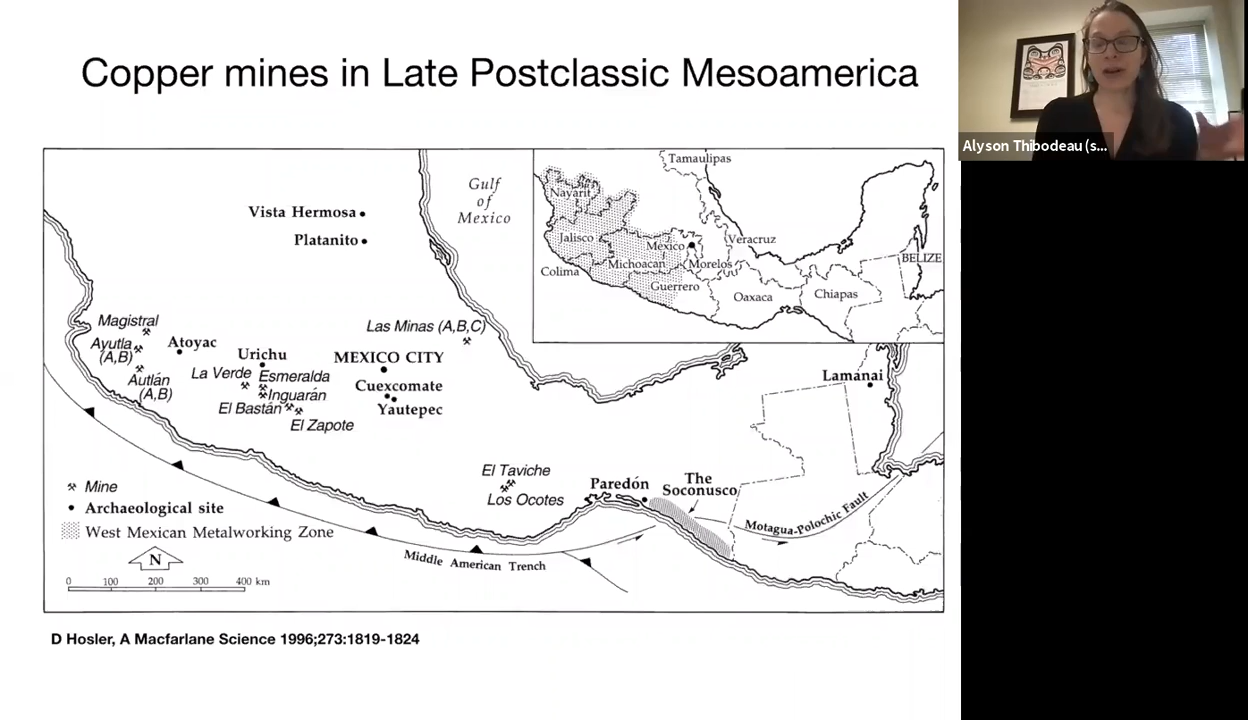 Copper mines in Late Postclassic Mesoamerica
Alyson Thibodeau (s...
Gulf
of
Mexico
Vista Hermosa
Platanito
Tamaulipas
Nayarit
Jalisco
Colima
Michoacan
Mexico
Morelos
Guerrero
Veracruz
Oaxaca
Chiapas
BELIZE
Magistral
Ayutla
(A,B)
Autlán
(A,B)
Atoyac
Urichu
La Verde
Esmeralda
Inguarán
El Bastán
El Zapote
Las Minas (A,B,C)
MEXICO CITY
Cuexcomate
Yautepec
Lamanai
El Taviche
Los Ocotes
Paredón
The
Soconusco
Motagua-Polochic Fault
Middle American Trench
Mine
Archaeological site
West Mexican Metalworking Zone
N
0 100 200 300 400 km
D Hosler, A Macfarlane Science 1996;273:1819-1824